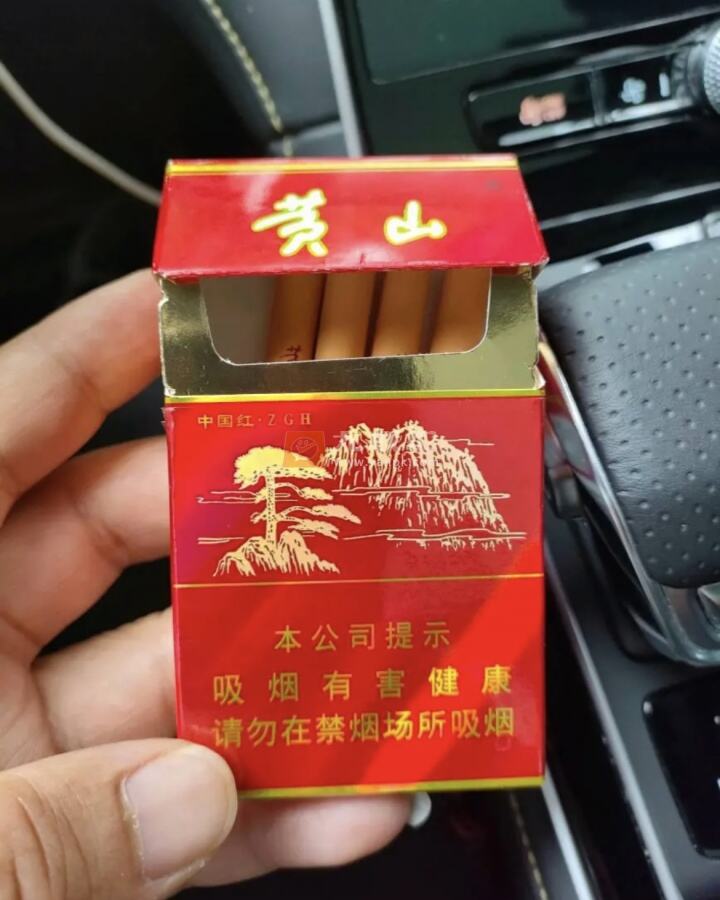 黄山
中国红·ZGH
本公司提示
吸烟有害健康
请勿在禁烟场所吸烟